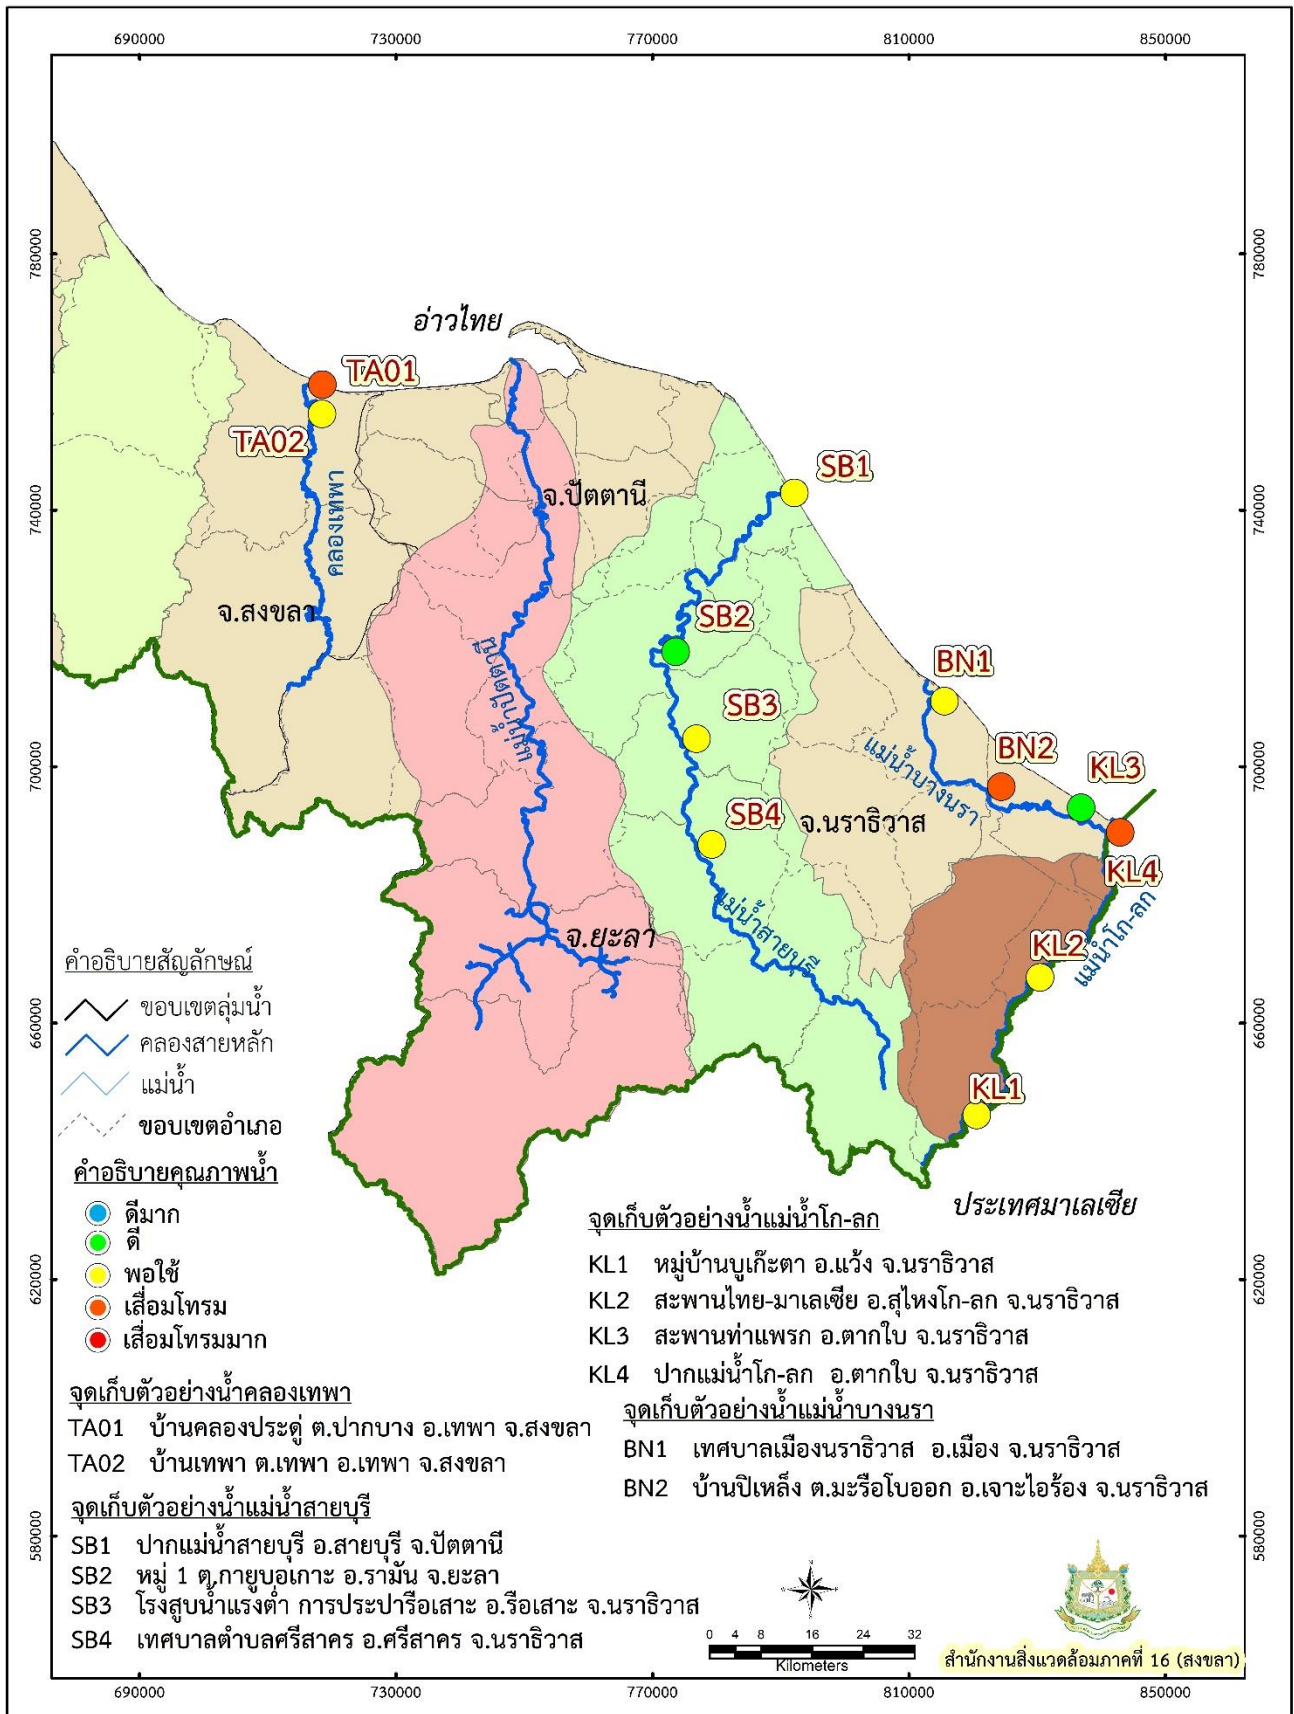 690000 730000 770000 810000 850000
780000 780000
อ่าวไทย
TA01
TA02
SB1
จ.ปัตตานี
740000 740000
คลองเทพา
จ.สงขลา
SB2
แม่น้ำปัตตานี
BN1
SB3
BN2
แม่น้ำบางนรา
KL3
700000 700000
SB4
จ.นราธิวาส
KL4
แม่น้ำสายบุรี
แม่น้ำโก-ลก
จ.ยะลา
KL2
คำอธิบายสัญลักษณ์
ขอบเขตลุ่มน้ำ
660000 660000
คลองสายหลัก
แม่น้ำ
KL1
ขอบเขตอำเภอ
คำอธิบายคุณภาพน้ำ
ดีมาก
ดี
พอใช้
เสื่อมโทรม
เสื่อมโทรมมาก
ประเทศมาเลเซีย
620000 620000
จุดเก็บตัวอย่างน้ำแม่น้ำโก-ลก
KL1 หมู่บ้านบูเก๊ะตา อ.แว้ง จ.นราธิวาส
KL2 สะพานไทย-มาเลเซีย อ.สุไหงโก-ลก จ.นราธิวาส
KL3 สะพานท่าแพรก อ.ตากใบ จ.นราธิวาส
KL4 ปากแม่น้ำโก-ลก อ.ตากใบ จ.นราธิวาส
จุดเก็บตัวอย่างน้ำคลองเทพา
TA01 บ้านคลองประดู่ ต.ปากบาง อ.เทพา จ.สงขลา
TA02 บ้านเทพา ต.เทพา อ.เทพา จ.สงขลา
จุดเก็บตัวอย่างน้ำแม่น้ำบางนรา
BN1 เทศบาลเมืองนราธิวาส อ.เมือง จ.นราธิวาส
BN2 บ้านปิเหล็ง ต.มะรือโบออก อ.เจาะไอร้อง จ.นราธิวาส
จุดเก็บตัวอย่างน้ำแม่น้ำสายบุรี
SB1 ปากแม่น้ำสายบุรี อ.สายบุรี จ.ปัตตานี
SB2 หมู่ 1 ต.กายูบอเกาะ อ.รามัน จ.ยะลา
SB3 โรงสูบน้ำแรงต่ำ การประปารือเสาะ อ.รือเสาะ จ.นราธิวาส
SB4 เทศบาลตำบลศรีสาคร อ.ศรีสาคร จ.นราธิวาส
580000 580000
0 4 8 16 24 32
Kilometers
สำนักงานสิ่งแวดล้อมภาคที่ 16 (สงขลา)
690000 730000 770000 810000 850000